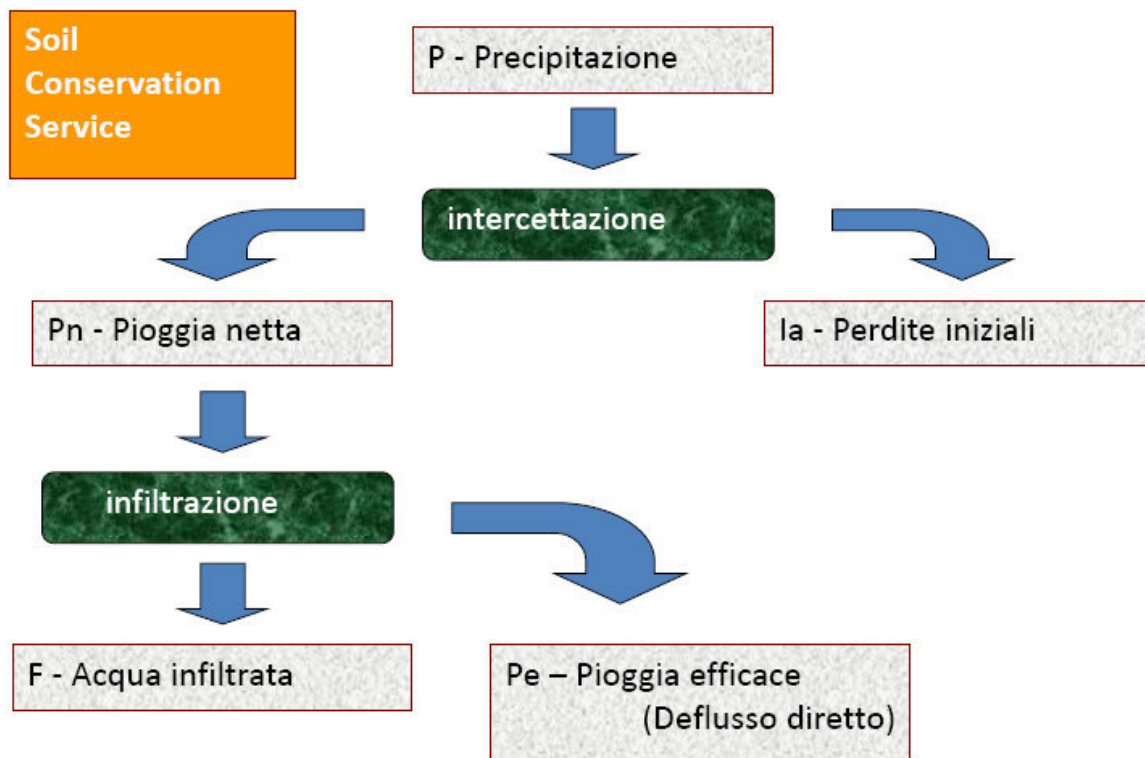 Soil
Conservation
Service
P - Precipitazione
intercettazione
Pn - Pioggia netta
Ia - Perdite iniziali
infiltrazione
F - Acqua infiltrata
Pe – Pioggia efficace
(Deflusso diretto)